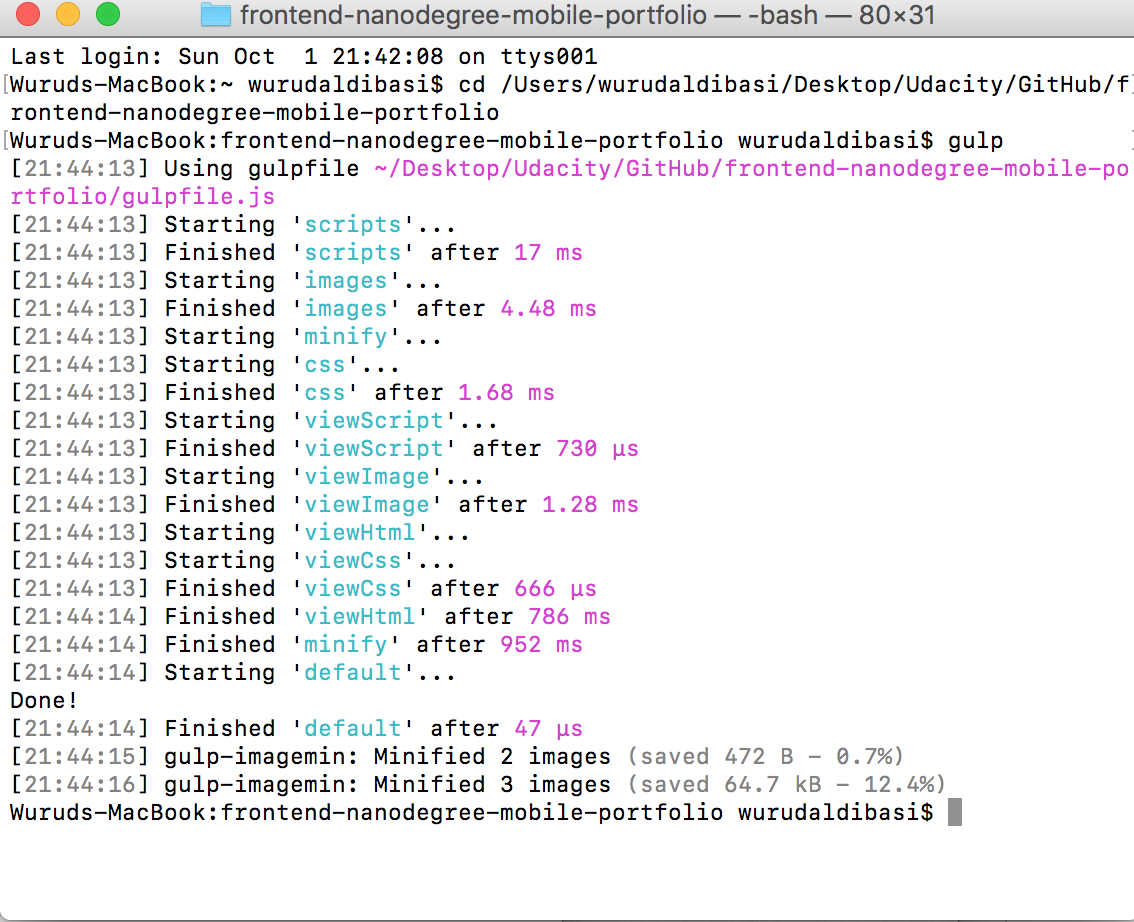 frontend-nanodegree-mobile-portfolio — -bash — 80×31
Last login: Sun Oct  1 21:42:08 on ttys001
[Wuruds-MacBook:~ wurudaldibasi$ cd /Users/wurudaldibasi/Desktop/Udacity/GitHub/f]
rontend-nanodegree-mobile-portfolio
[Wuruds-MacBook:frontend-nanodegree-mobile-portfolio wurudaldibasi$ gulp ]
[21:44:13] Using gulpfile ~/Desktop/Udacity/GitHub/frontend-nanodegree-mobile-po
rtfolio/gulpfile.js
[21:44:13] Starting 'scripts'...
[21:44:13] Finished 'scripts' after 17 ms
[21:44:13] Starting 'images'...
[21:44:13] Finished 'images' after 4.48 ms
[21:44:13] Starting 'minify'...
[21:44:13] Starting 'css'...
[21:44:13] Finished 'css' after 1.68 ms
[21:44:13] Starting 'viewScript'...
[21:44:13] Finished 'viewScript' after 730 μs
[21:44:13] Starting 'viewImage'...
[21:44:13] Finished 'viewImage' after 1.28 ms
[21:44:13] Starting 'viewHtml'...
[21:44:13] Starting 'viewCss'...
[21:44:13] Finished 'viewCss' after 666 μs
[21:44:14] Finished 'viewHtml' after 786 ms
[21:44:14] Finished 'minify' after 952 ms
[21:44:14] Starting 'default'...
Done!
[21:44:14] Finished 'default' after 47 μs
[21:44:15] gulp-imagemin: Minified 2 images (saved 472 B - 0.7%)
[21:44:16] gulp-imagemin: Minified 3 images (saved 64.7 kB - 12.4%)
Wuruds-MacBook:frontend-nanodegree-mobile-portfolio wurudaldibasi$